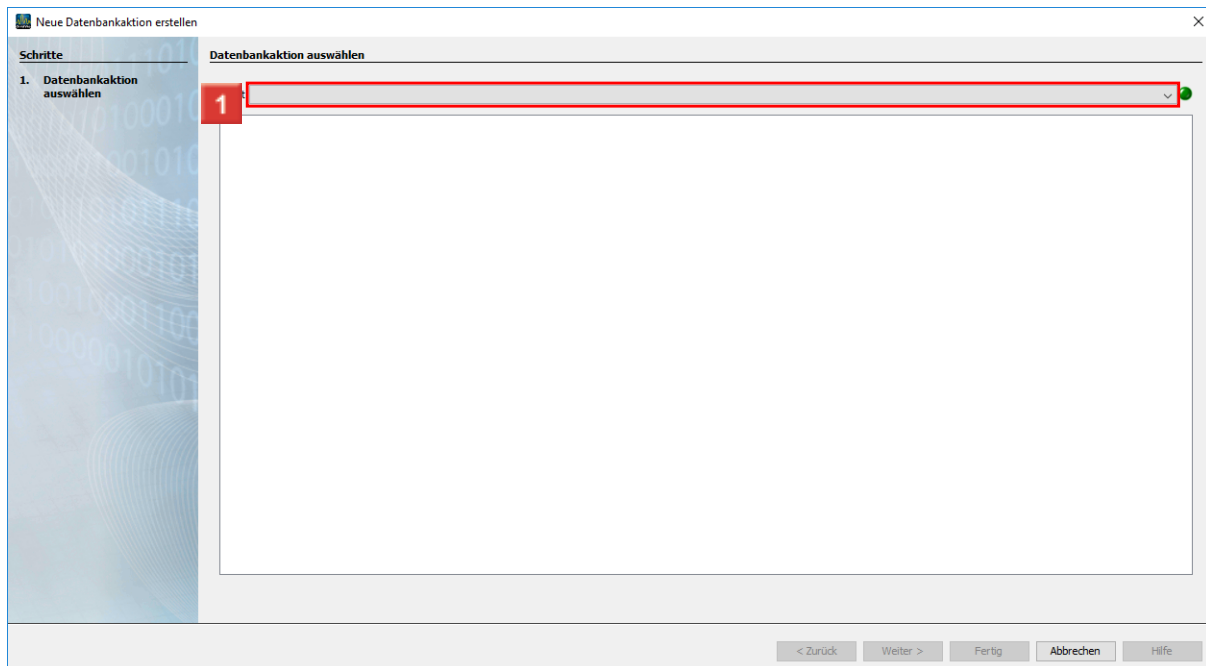 Neue Datenbankaktion erstellen
Schritte
1. Datenbankaktion
auswählen
Datenbankaktion auswählen
1
< Zurück Weiter > Fertig Abbrechen Hilfe